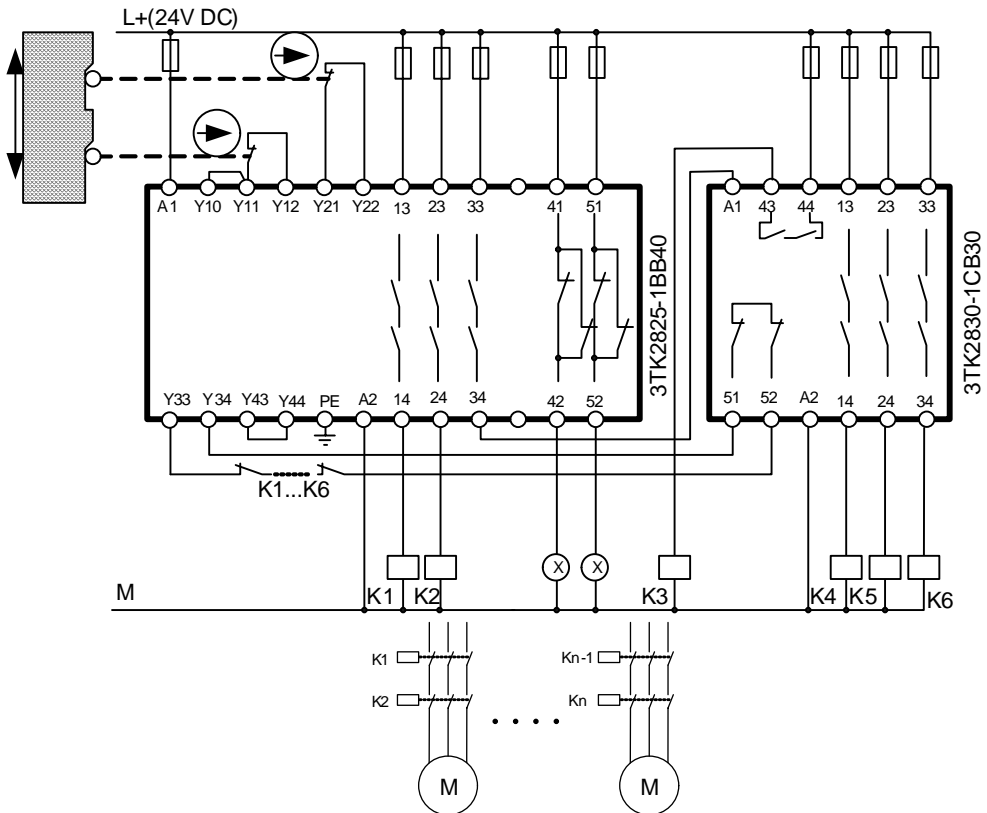 L+(24V DC)
A1 Y10 Y11 Y12 Y21 Y22 13 23 33 41 51
A1 43 44 13 23 33
3TK2825-1BB40
3TK2830-1CB30
Y33 Y34 Y43 Y44 PE A2 14 24 34 42 52
51 52 A2 14 24 34
K1...K6
X X
M
K1 K2 K3 K4 K5 K6
K1 Kn-1
K2 Kn
. . . .
M M